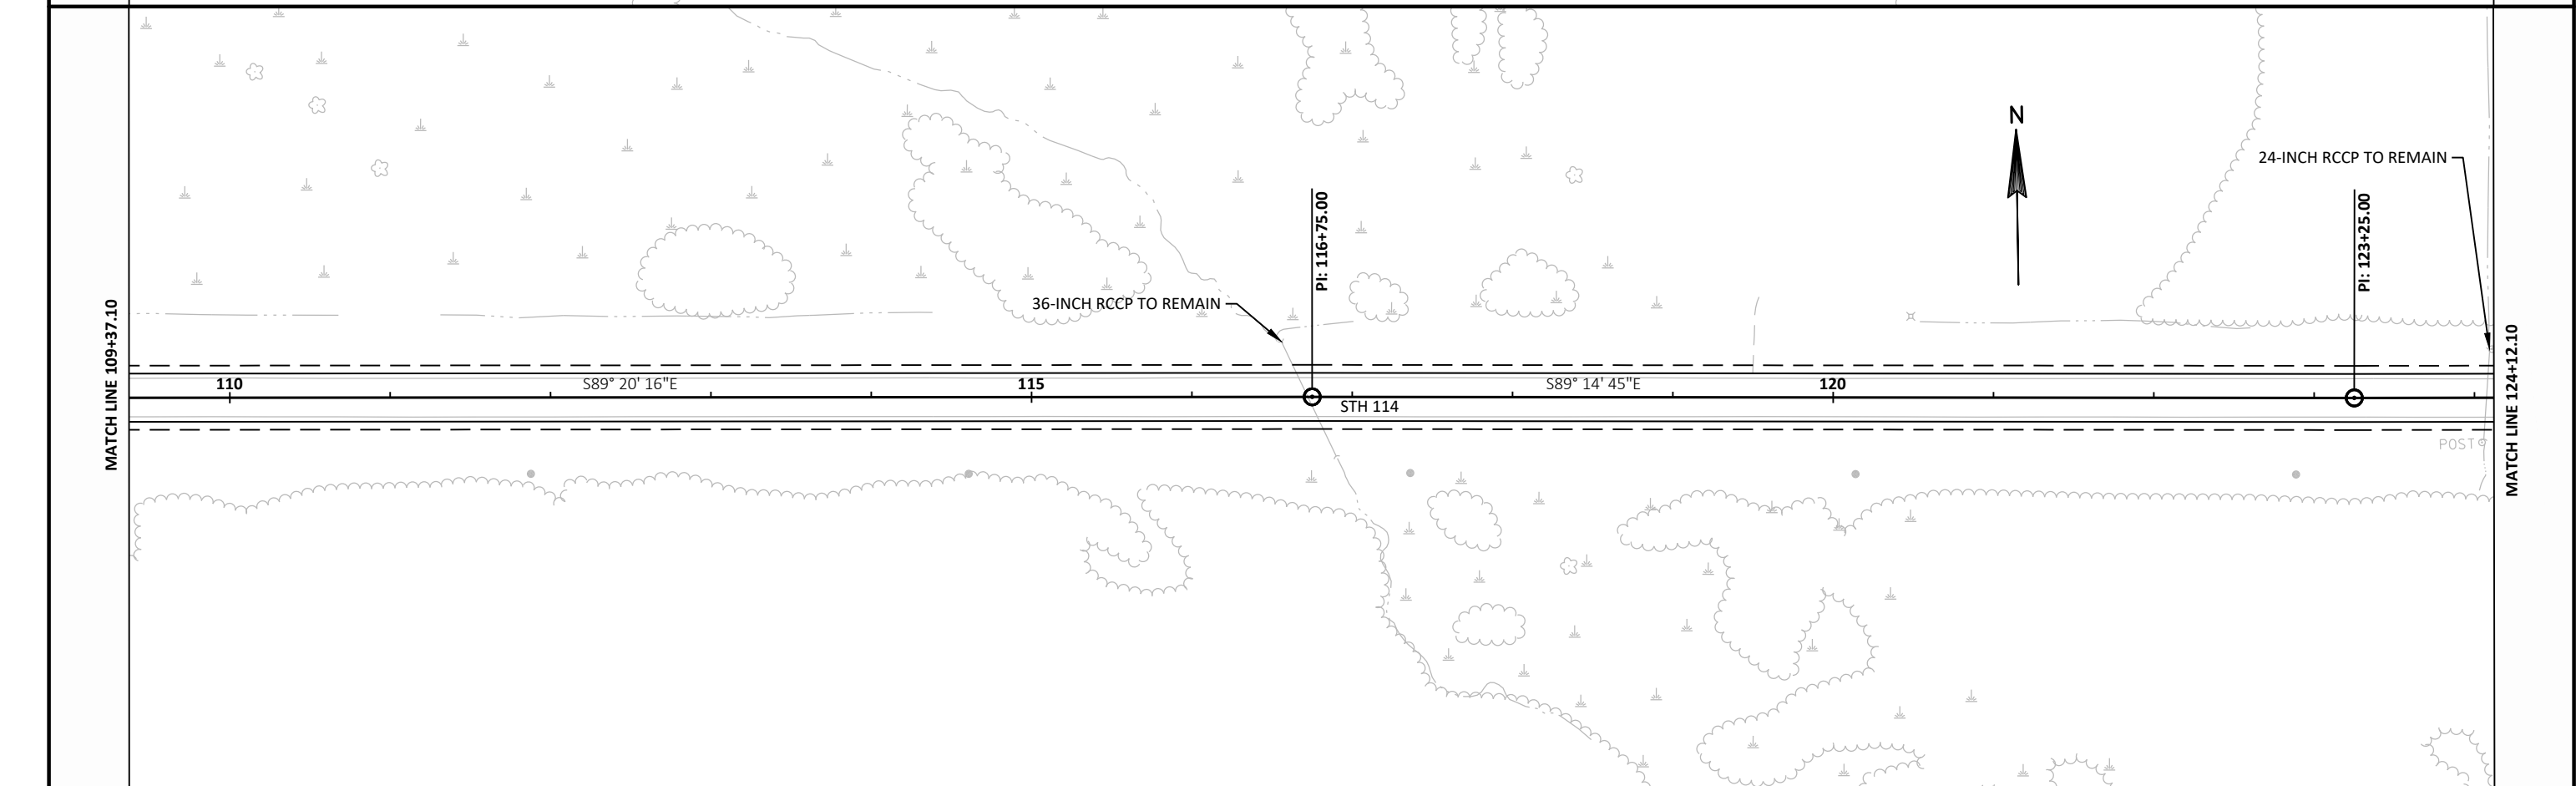 N
24-INCH RCCP TO REMAIN
PI: 116+75.00
PI: 123+25.00
36-INCH RCCP TO REMAIN
MATCH LINE 109+37.10
MATCH LINE 124+12.10
110
S89° 20' 16"E
115
S89° 14' 45"E
120
STH 114
POST